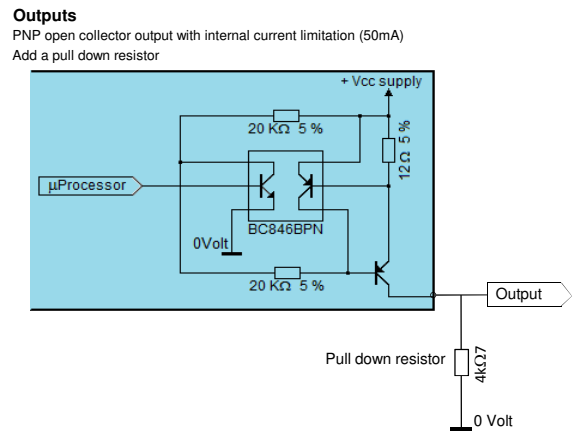 Outputs
PNP open collector output with internal current limitation (50mA)
Add a pull down resistor
+ Vcc supply
20 KΩ 5 %
12Ω 5 %
µProcessor
BC846BPN
0Volt
20 KΩ 5 %
Output
Pull down resistor
4kΩ7
0 Volt